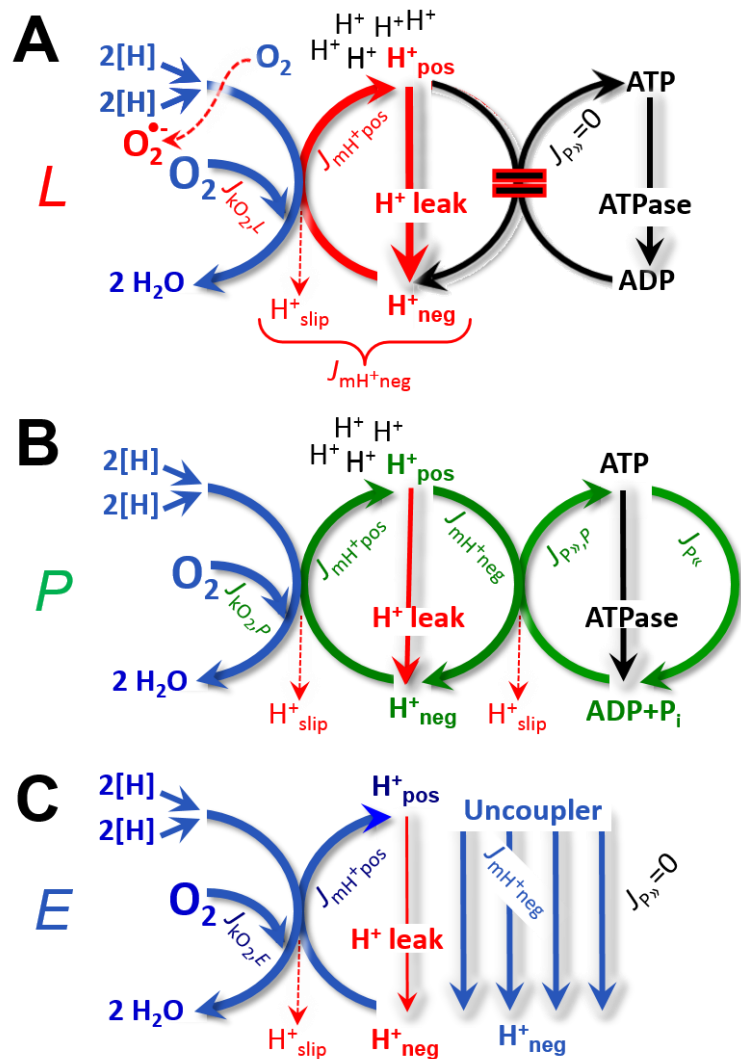 A
H⁺ H⁺ H⁺
H⁺ H⁺ H⁺pos
2[H]
2[H]
O₂
O₂•-
O₂
JkO₂,L
JmH⁺pos
JP»=0
ATP
L
H⁺ leak
ATPase
2 H₂O
H⁺slip
H⁺neg
ADP
JmH⁺neg
B
H⁺ H⁺
H⁺ H⁺ H⁺pos
2[H]
2[H]
ATP
O₂
JkO₂,P
JmH⁺pos
JmH⁺neg
JP»,P
JP«
P
H⁺ leak
ATPase
2 H₂O
H⁺slip
H⁺neg
H⁺slip
ADP+Pi
C
2[H]
2[H]
H⁺pos
Uncoupler
O₂
JkO₂,E
JmH⁺pos
JmH⁺neg
JP»=0
E
H⁺ leak
2 H₂O
H⁺slip
H⁺neg
H⁺neg